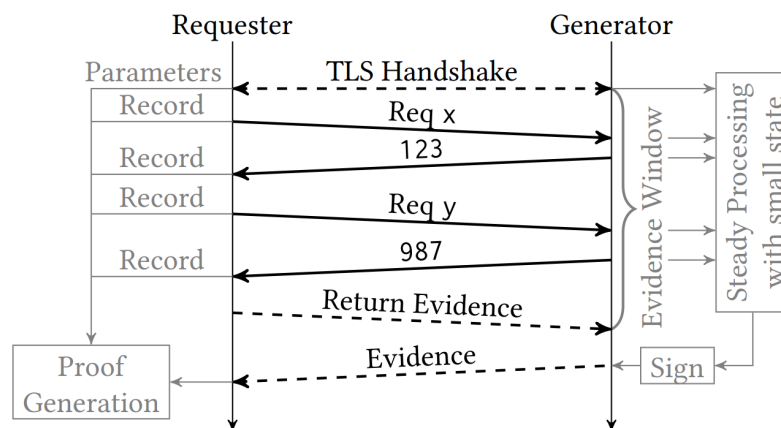 Requester
Generator
Parameters
TLS Handshake
Record
Req x
Record
123
Record
Req y
Record
987
Return Evidence
Evidence
Proof
Generation
Sign
Evidence Window
Steady Processing
with small state